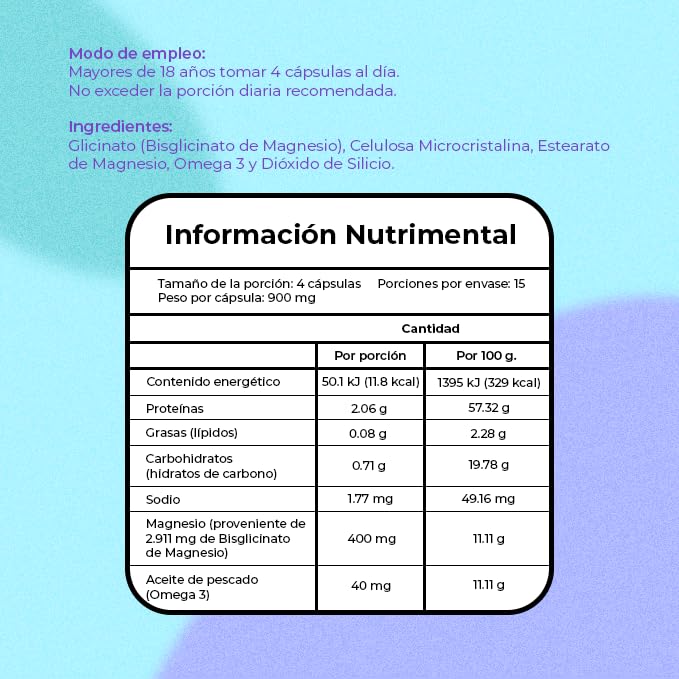 Modo de empleo:
Mayores de 18 años tomar 4 cápsulas al día.
No exceder la porción diaria recomendada.
Ingredientes:
Glicinato (Bisglicinato de Magnesio), Celulosa Microcristalina, Estearato
de Magnesio, Omega 3 y Dióxido de Silicio.
Información Nutrimental
Tamaño de la porción: 4 cápsulas Porciones por envase: 15
Peso por cápsula: 900 mg
Cantidad
Por porción Por 100 g.
Contenido energético 50.1 kJ (11.8 kcal) 1395 kJ (329 kcal)
Proteínas 2.06 g 57.32 g
Grasas (lípidos) 0.08 g 2.28 g
Carbohidratos
(hidratos de carbono) 0.71 g 19.78 g
Sodio 1.77 mg 49.16 mg
Magnesio (proveniente de
2.911 mg de Bisglicinato 400 mg 11.11 g
de Magnesio)
Aceite de pescado
(Omega 3) 40 mg 11.11 g